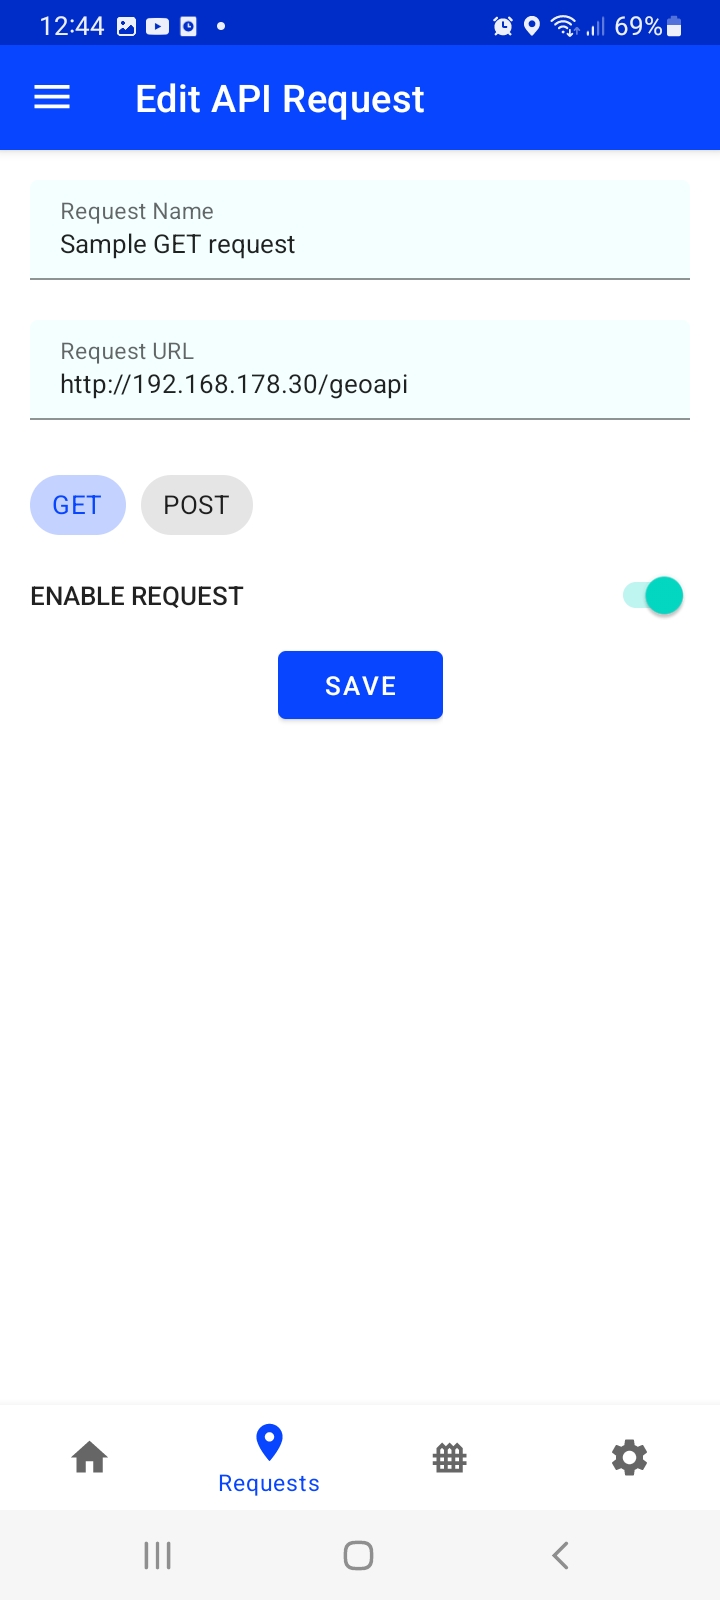 12:44 69%
Edit API Request
Request Name
Sample GET request
Request URL
http://192.168.178.30/geoapi
GET POST
ENABLE REQUEST
SAVE
Requests